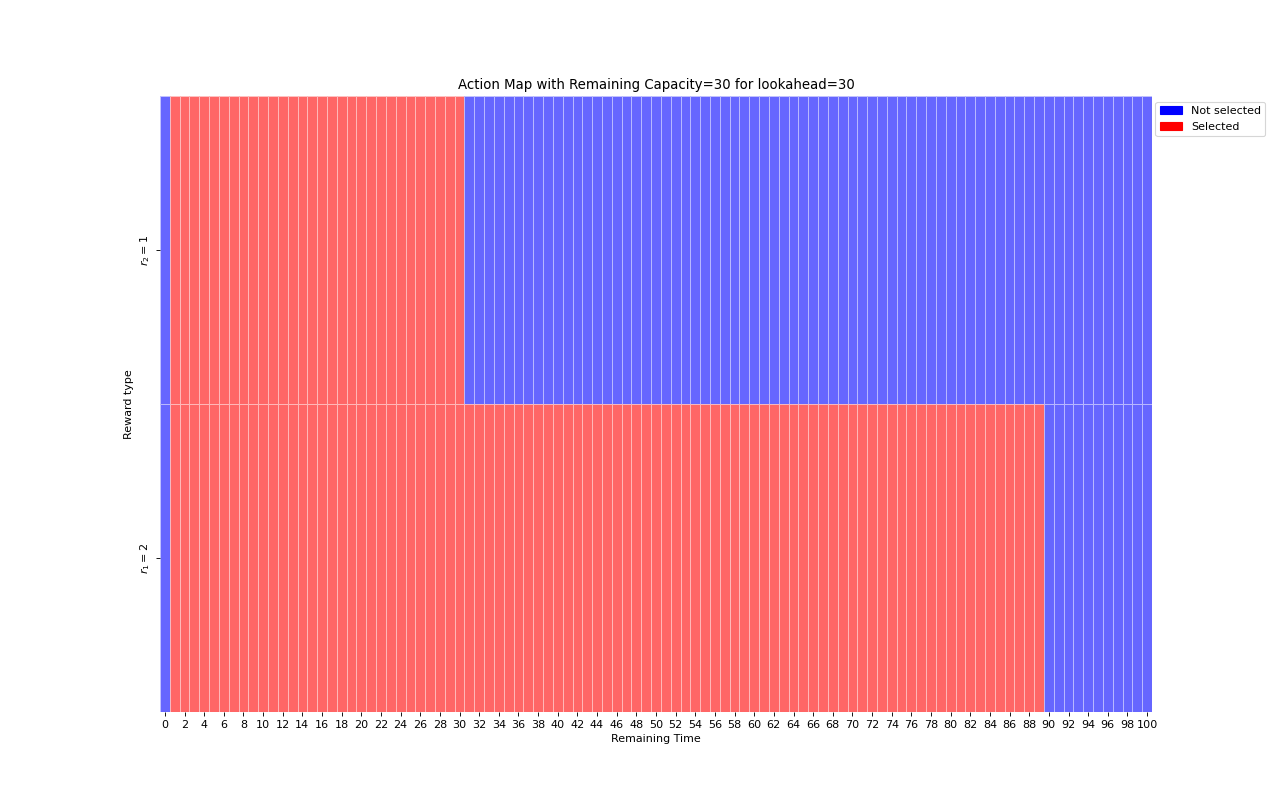 Action Map with Remaining Capacity=30 for lookahead=30
Not selected
Selected
r₂ = 1
Reward type
r₁ = 2
0 2 4 6 8 10 12 14 16 18 20 22 24 26 28 30 32 34 36 38 40 42 44 46 48 50 52 54 56 58 60 62 64 66 68 70 72 74 76 78 80 82 84 86 88 90 92 94 96 98 100
Remaining Time